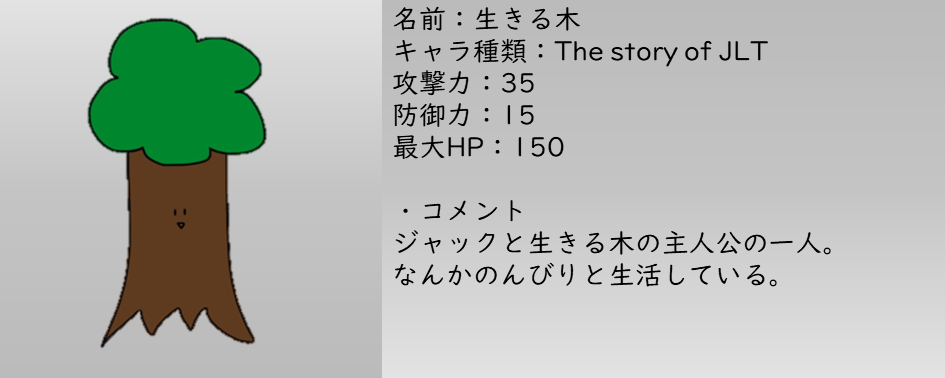 名前：生きる木
キャラ種類：The story of JLT
攻撃力：35
防御力：15
最大HP：150
・コメント
ジャックと生きる木の主人公の一人。
なんかのんびりと生活している。